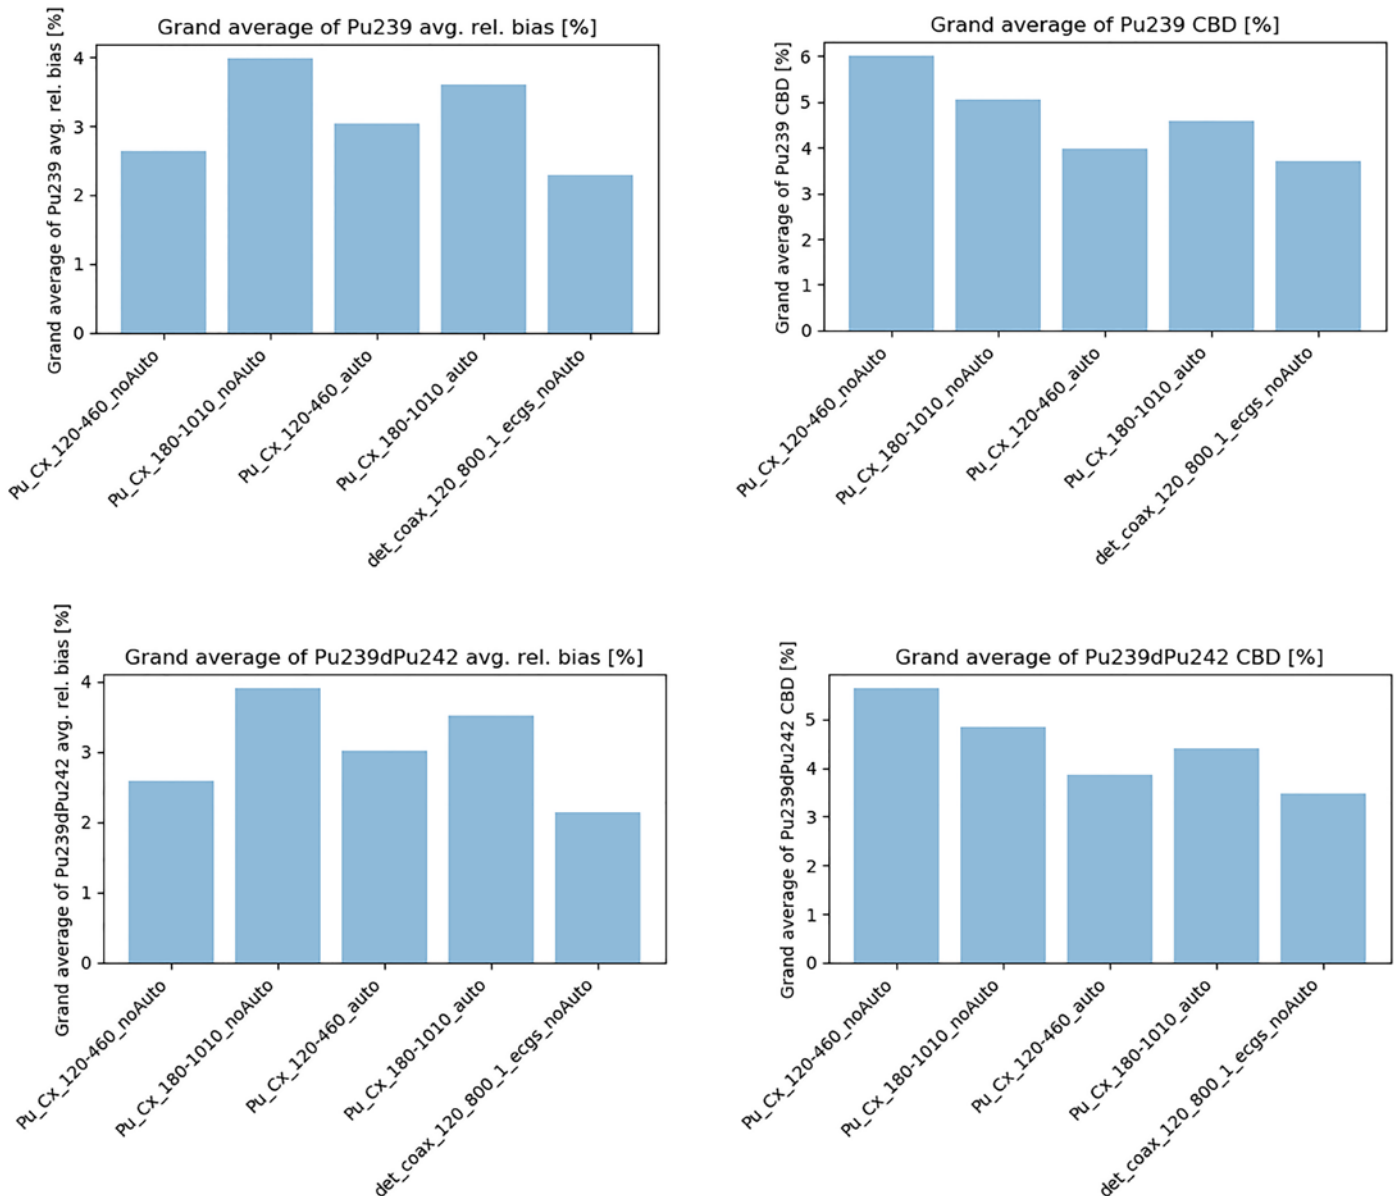 Grand average of Pu239 avg. rel. bias [%]
Grand average of Pu239 avg. rel. bias [%]
4
3
2
1
0
Pu_Cx_120-460_noAuto
Pu_Cx_180-1010_noAuto
Pu_Cx_120-460_auto
Pu_Cx_180-1010_auto
det_coax_120_800_1_ecgs_noAuto
Grand average of Pu239 CBD [%]
Grand average of Pu239 CBD [%]
6
5
4
3
2
1
0
Pu_Cx_120-460_noAuto
Pu_Cx_180-1010_noAuto
Pu_Cx_120-460_auto
Pu_Cx_180-1010_auto
det_coax_120_800_1_ecgs_noAuto
Grand average of Pu239dPu242 avg. rel. bias [%]
Grand average of Pu239dPu242 avg. rel. bias [%]
4
3
2
1
0
Pu_Cx_120-460_noAuto
Pu_Cx_180-1010_noAuto
Pu_Cx_120-460_auto
Pu_Cx_180-1010_auto
det_coax_120_800_1_ecgs_noAuto
Grand average of Pu239dPu242 CBD [%]
Grand average of Pu239dPu242 CBD [%]
5
4
3
2
1
0
Pu_Cx_120-460_noAuto
Pu_Cx_180-1010_noAuto
Pu_Cx_120-460_auto
Pu_Cx_180-1010_auto
det_coax_120_800_1_ecgs_noAuto